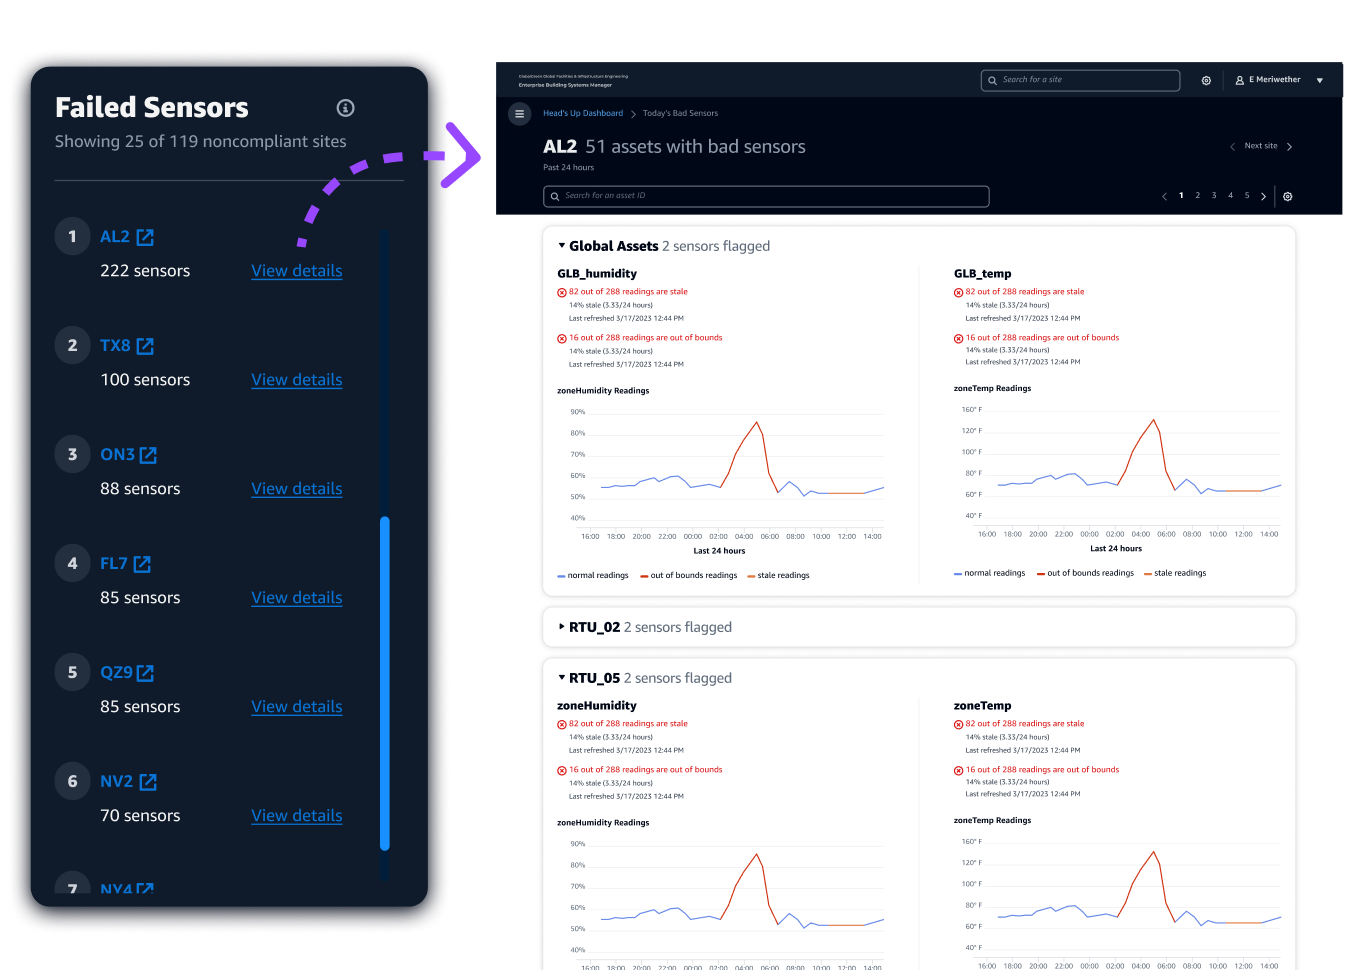 Failed Sensors
Showing 25 of 119 noncompliant sites
1 AL2
222 sensors View details
2 TX8
100 sensors View details
3 ON3
88 sensors View details
4 FL7
85 sensors View details
5 QZ9
85 sensors View details
6 NV2
70 sensors View details
7 NY4
GlobalGreen Global Facilities & Infrastructure Engineering
Enterprise Building Systems Manager
Search for a site
E Meriwether
Head's Up Dashboard > Today's Bad Sensors
AL2 51 assets with bad sensors
Next site
Past 24 hours
Search for an asset ID
1 2 3 4 5
Global Assets 2 sensors flagged
GLB_humidity
82 out of 288 readings are stale
14% stale (3.33/24 hours)
Last refreshed 3/17/2023 12:44 PM
16 out of 288 readings are out of bounds
14% stale (3.33/24 hours)
Last refreshed 3/17/2023 12:44 PM
zoneHumidity Readings
90%
80%
70%
60%
50%
40%
16:00 18:00 20:00 22:00 00:00 02:00 04:00 06:00 08:00 10:00 12:00 14:00
Last 24 hours
normal readings out of bounds readings stale readings
GLB_temp
82 out of 288 readings are stale
14% stale (3.33/24 hours)
Last refreshed 3/17/2023 12:44 PM
16 out of 288 readings are out of bounds
14% stale (3.33/24 hours)
Last refreshed 3/17/2023 12:44 PM
zoneTemp Readings
160° F
120° F
100° F
80° F
60° F
40° F
16:00 18:00 20:00 22:00 00:00 02:00 04:00 06:00 08:00 10:00 12:00 14:00
Last 24 hours
normal readings out of bounds readings stale readings
RTU_02 2 sensors flagged
RTU_05 2 sensors flagged
zoneHumidity
82 out of 288 readings are stale
14% stale (3.33/24 hours)
Last refreshed 3/17/2023 12:44 PM
16 out of 288 readings are out of bounds
14% stale (3.33/24 hours)
Last refreshed 3/17/2023 12:44 PM
zoneHumidity Readings
90%
80%
70%
60%
50%
40%
16:00 18:00 20:00 22:00 00:00 02:00 04:00 06:00 08:00 10:00 12:00 14:00
zoneTemp
82 out of 288 readings are stale
14% stale (3.33/24 hours)
Last refreshed 3/17/2023 12:44 PM
16 out of 288 readings are out of bounds
14% stale (3.33/24 hours)
Last refreshed 3/17/2023 12:44 PM
zoneTemp Readings
160° F
120° F
100° F
80° F
60° F
40° F
16:00 18:00 20:00 22:00 00:00 02:00 04:00 06:00 08:00 10:00 12:00 14:00